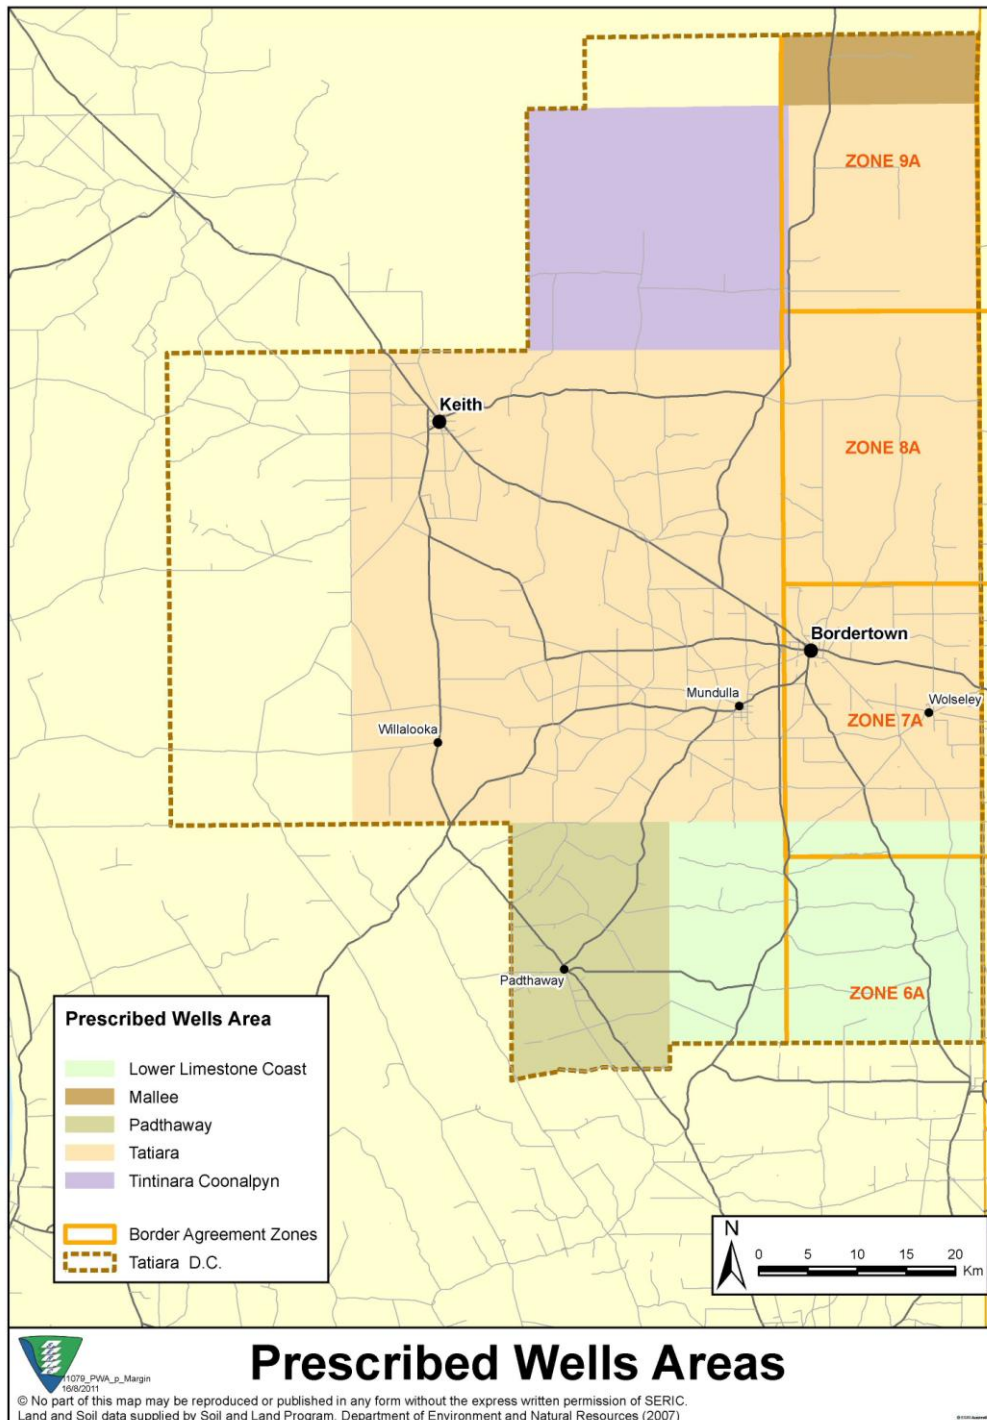 ZONE 9A
Keith
ZONE 8A
Bordertown
Mundulla
Wolseley
ZONE 7A
Willalooka
Padthaway
ZONE 6A
Prescribed Wells Area
Lower Limestone Coast
Mallee
Padthaway
Tatiara
Tintinara Coonalpyn
Border Agreement Zones
Tatiara D.C.
N
0 5 10 15 20
Km
Prescribed Wells Areas
11079_PWA_p_Margin
16/8/2011
© No part of this map may be reproduced or published in any form without the express written permission of SERIC.
Land and Soil data supplied by Soil and Land Program, Department of Environment and Natural Resources (2007)